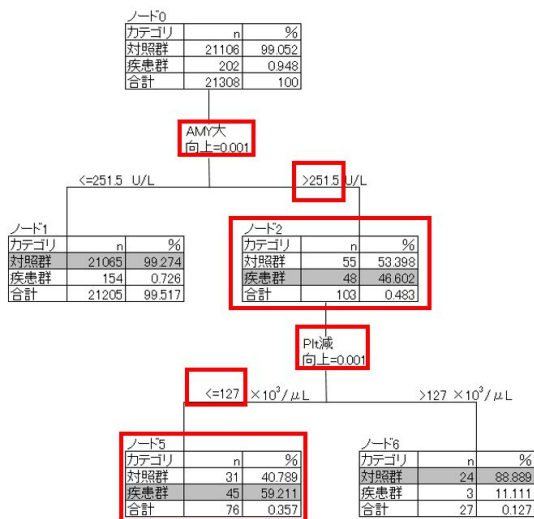 ノード0
カテゴリ n %
対照群 21106 99.052
疾患群 202 0.948
合計 21308 100
AMY大
向上=0.001
<=251.5 U/L >251.5 U/L
ノード1 ノード2
カテゴリ n % カテゴリ n %
対照群 21065 99.274 対照群 55 53.398
疾患群 154 0.726 疾患群 48 46.602
合計 21205 99.517 合計 103 0.483
Plt減
向上=0.001
<=127 ×10³/μL >127 ×10³/μL
ノード5 ノード6
カテゴリ n % カテゴリ n %
対照群 31 40.789 対照群 24 88.889
疾患群 45 59.211 疾患群 3 11.111
合計 76 0.357 合計 27 0.127